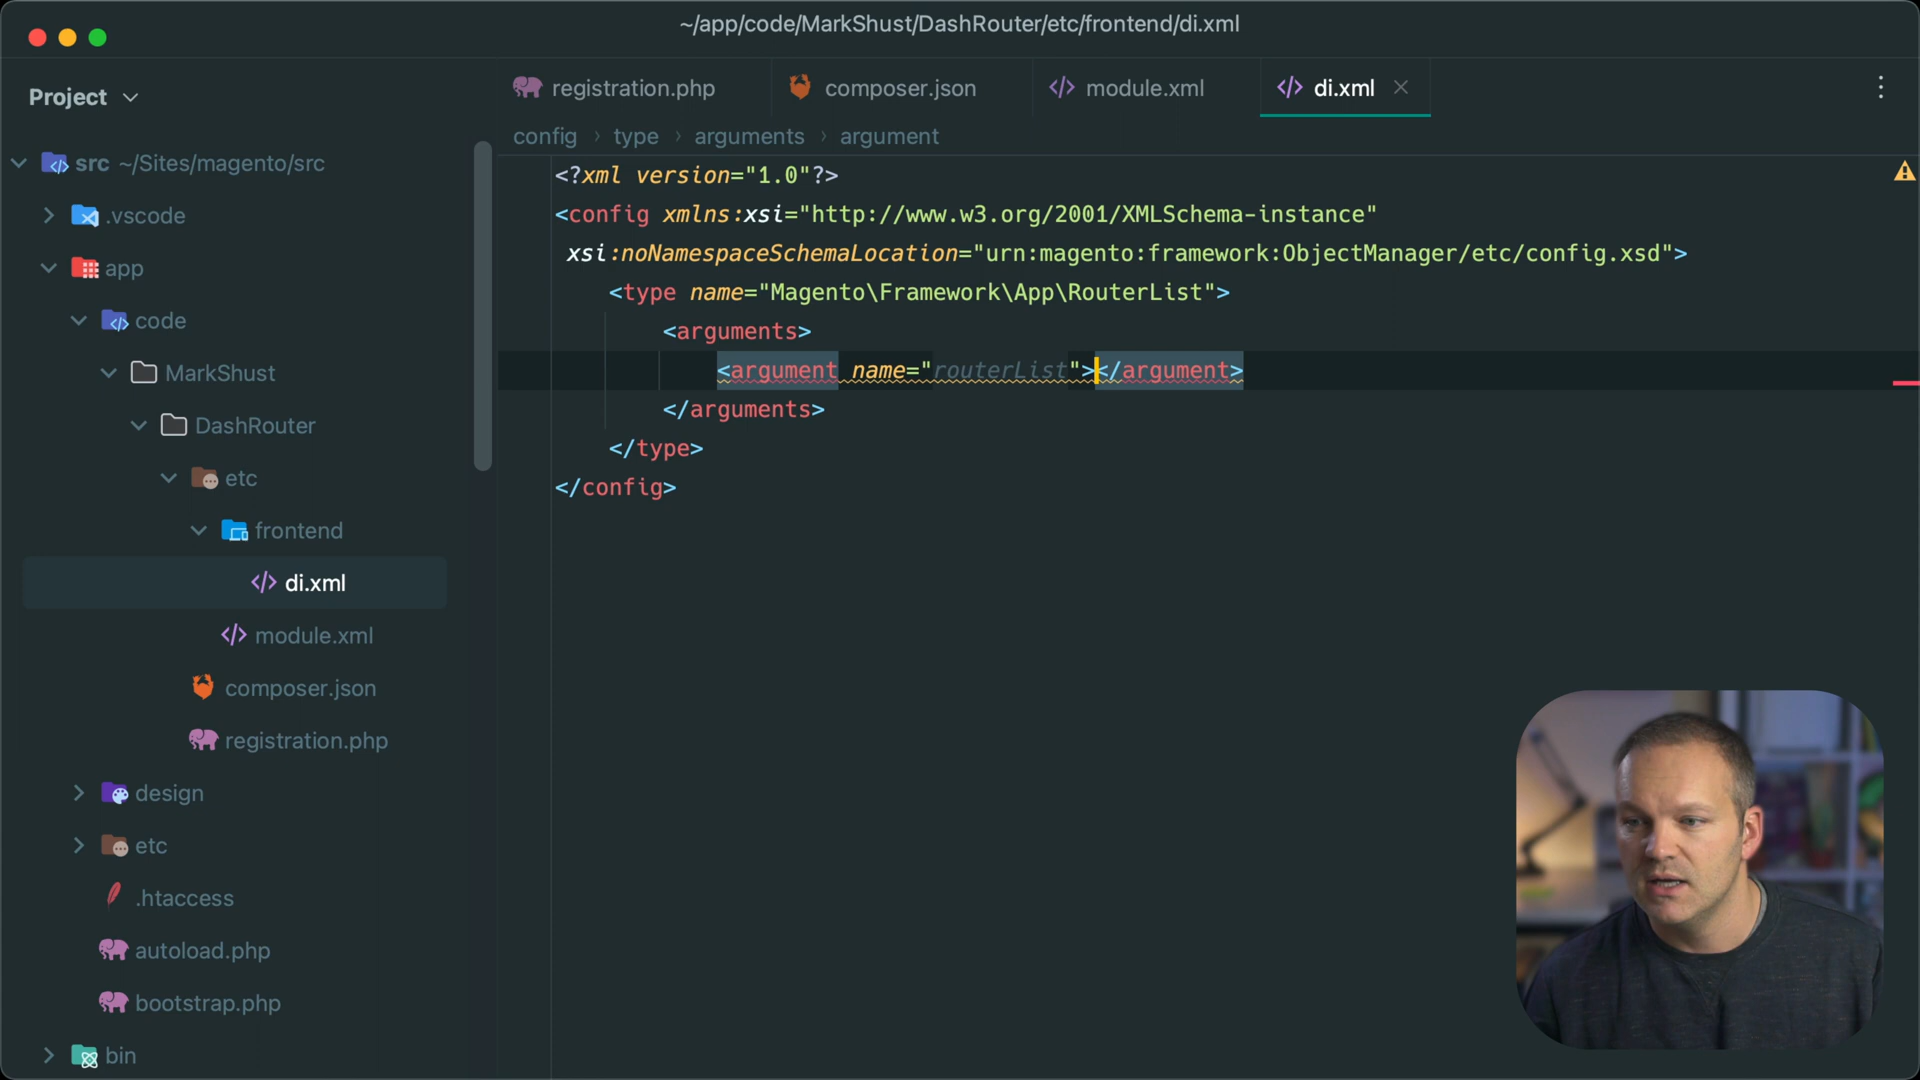 ~/app/code/MarkShust/DashRouter/etc/frontend/di.xml
Project
registration.php
composer.json
module.xml
di.xml
config › type › arguments › argument
src ~/Sites/magento/src
.vscode
app
code
MarkShust
DashRouter
etc
frontend
di.xml
module.xml
composer.json
registration.php
design
etc
.htaccess
autoload.php
bootstrap.php
bin
<?xml version="1.0"?>
<config xmlns:xsi="http://www.w3.org/2001/XMLSchema-instance"
xsi:noNamespaceSchemaLocation="urn:magento:framework:ObjectManager/etc/config.xsd">
<type name="Magento\Framework\App\RouterList">
<arguments>
<argument name="routerList"></argument>
</arguments>
</type>
</config>